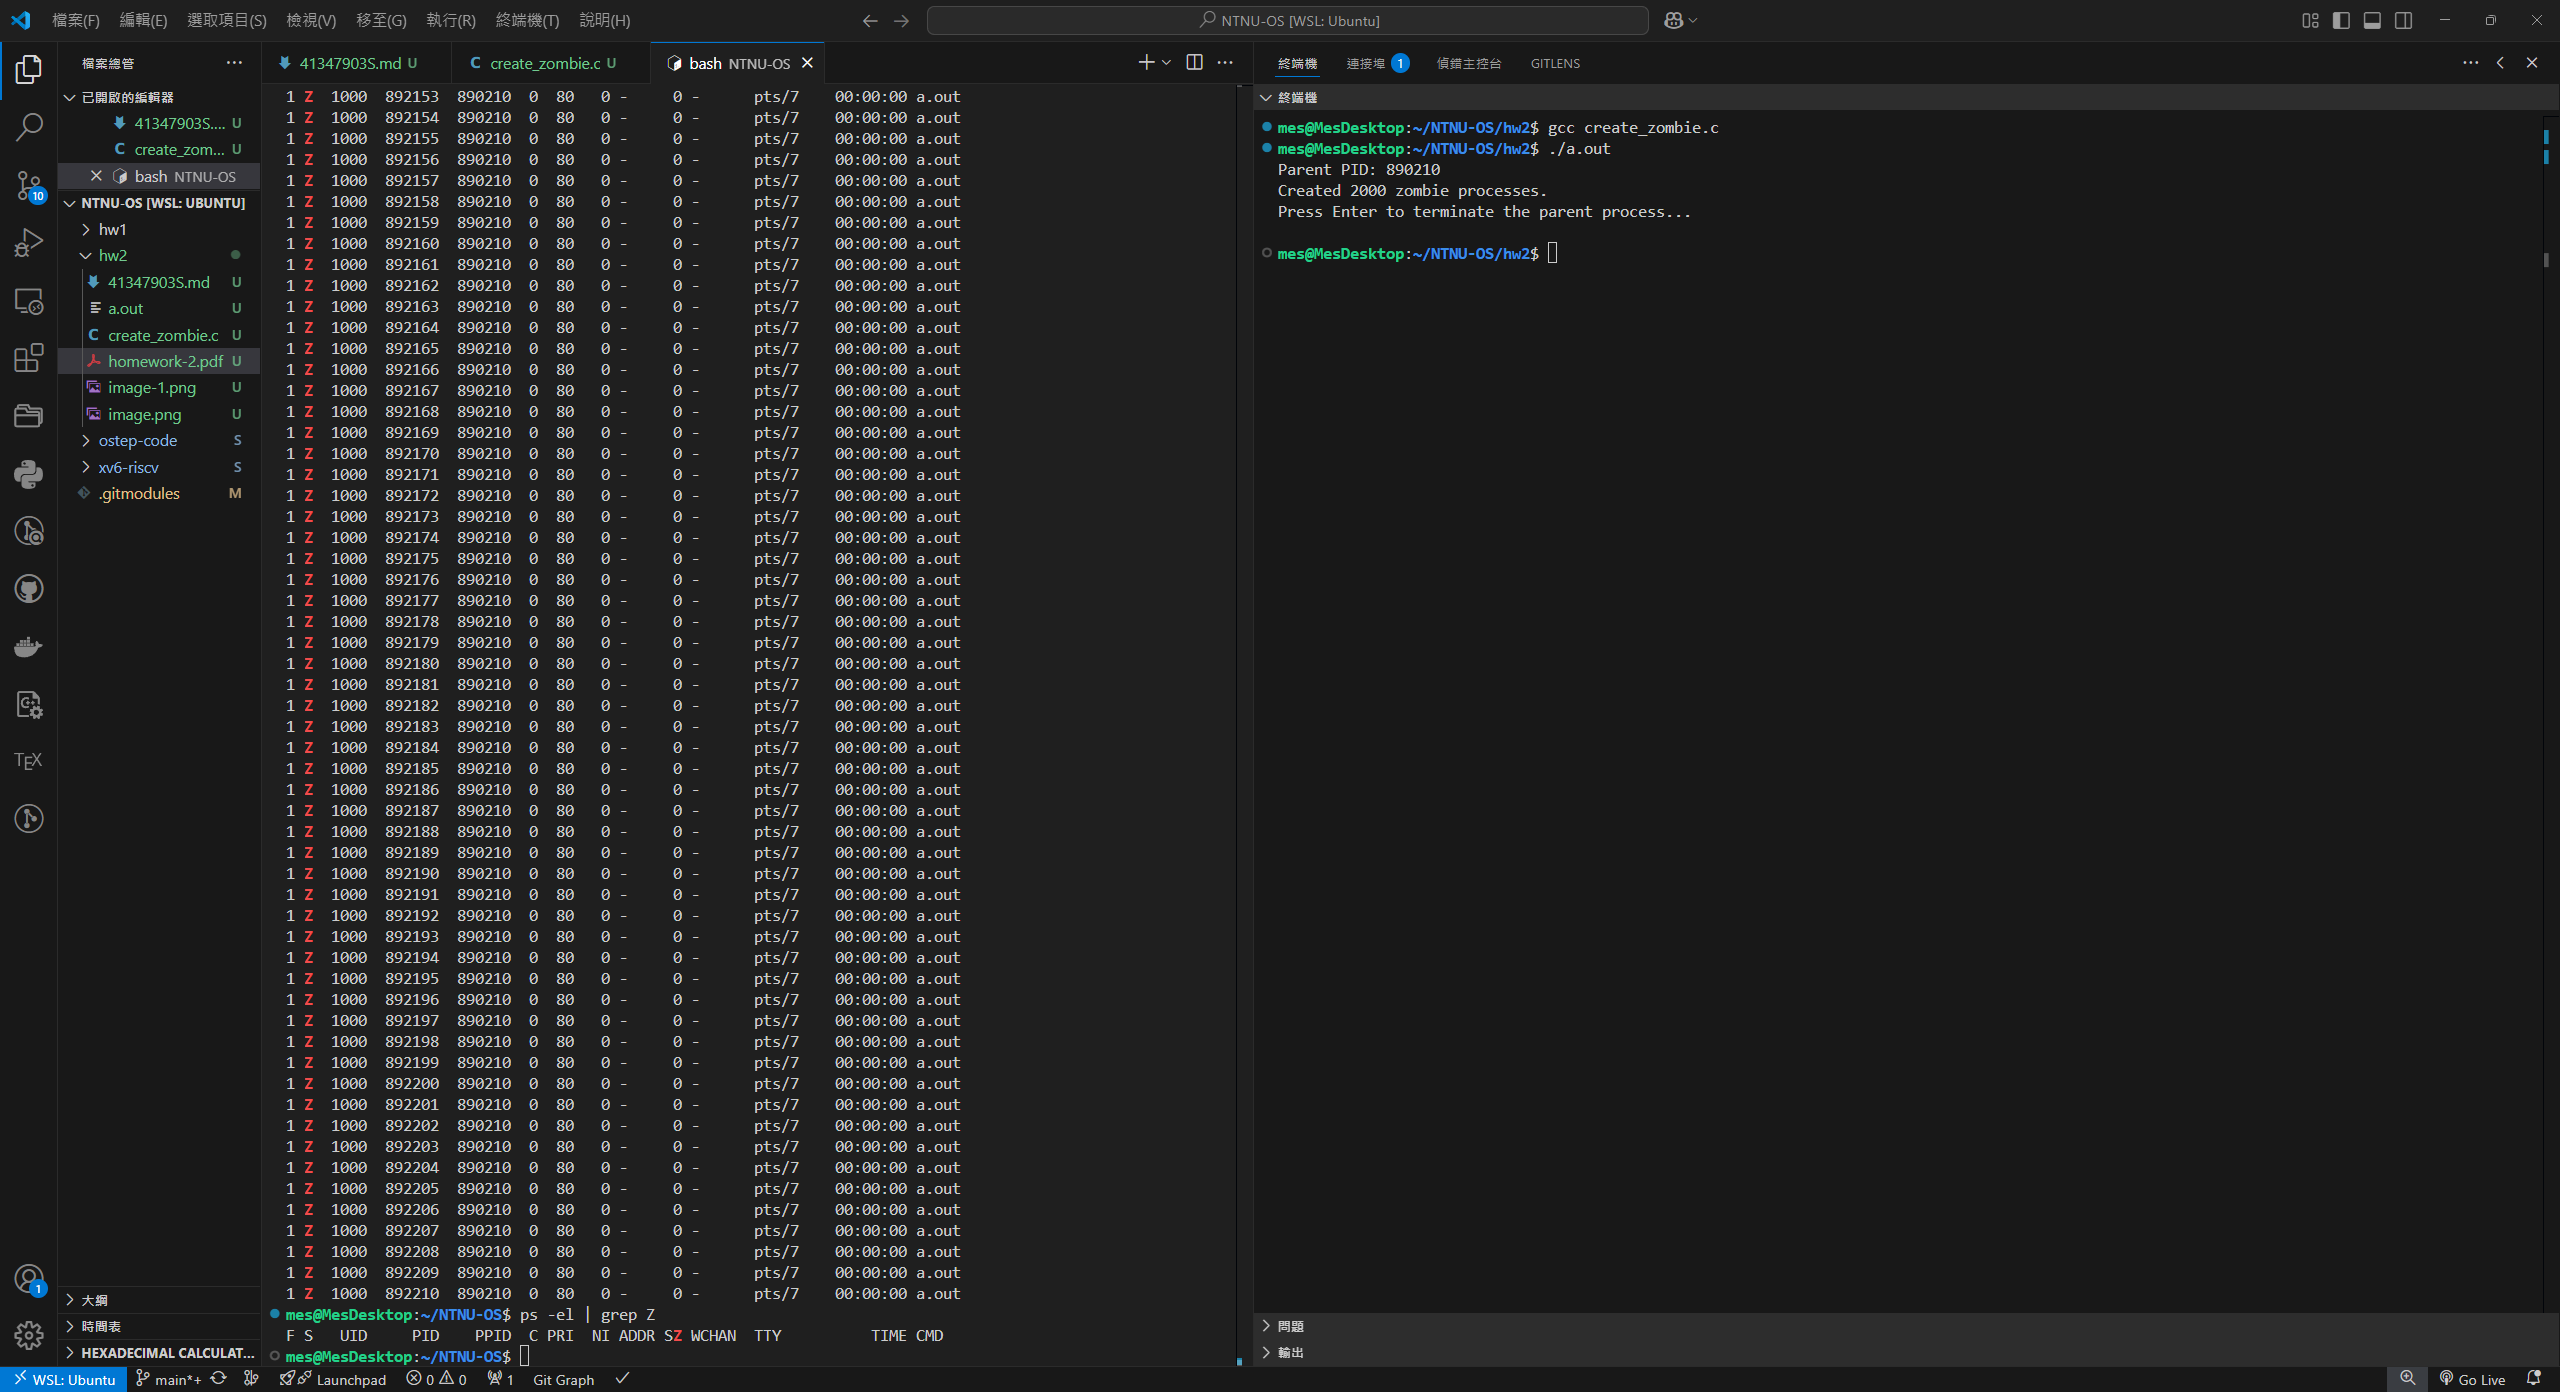 檔案(F) 編輯(E) 選取項目(S) 檢視(V) 移至(G) 執行(R) 終端機(T) 說明(H)
NTNU-OS [WSL: Ubuntu]
檔案總管
已開啟的編輯器
41347903S.... U
create_zom... U
bash NTNU-OS
NTNU-OS [WSL: UBUNTU]
hw1
hw2
41347903S.md U
a.out U
create_zombie.c U
homework-2.pdf U
image-1.png U
image.png U
ostep-code S
xv6-riscv S
.gitmodules M
大綱
時間表
HEXADECIMAL CALCULAT...
10
TEX
1
41347903S.md U
create_zombie.c U
bash NTNU-OS
1 Z 1000 892153 890210 0 80 0 - 0 - pts/7 00:00:00 a.out
1 Z 1000 892154 890210 0 80 0 - 0 - pts/7 00:00:00 a.out
1 Z 1000 892155 890210 0 80 0 - 0 - pts/7 00:00:00 a.out
1 Z 1000 892156 890210 0 80 0 - 0 - pts/7 00:00:00 a.out
1 Z 1000 892157 890210 0 80 0 - 0 - pts/7 00:00:00 a.out
1 Z 1000 892158 890210 0 80 0 - 0 - pts/7 00:00:00 a.out
1 Z 1000 892159 890210 0 80 0 - 0 - pts/7 00:00:00 a.out
1 Z 1000 892160 890210 0 80 0 - 0 - pts/7 00:00:00 a.out
1 Z 1000 892161 890210 0 80 0 - 0 - pts/7 00:00:00 a.out
1 Z 1000 892162 890210 0 80 0 - 0 - pts/7 00:00:00 a.out
1 Z 1000 892163 890210 0 80 0 - 0 - pts/7 00:00:00 a.out
1 Z 1000 892164 890210 0 80 0 - 0 - pts/7 00:00:00 a.out
1 Z 1000 892165 890210 0 80 0 - 0 - pts/7 00:00:00 a.out
1 Z 1000 892166 890210 0 80 0 - 0 - pts/7 00:00:00 a.out
1 Z 1000 892167 890210 0 80 0 - 0 - pts/7 00:00:00 a.out
1 Z 1000 892168 890210 0 80 0 - 0 - pts/7 00:00:00 a.out
1 Z 1000 892169 890210 0 80 0 - 0 - pts/7 00:00:00 a.out
1 Z 1000 892170 890210 0 80 0 - 0 - pts/7 00:00:00 a.out
1 Z 1000 892171 890210 0 80 0 - 0 - pts/7 00:00:00 a.out
1 Z 1000 892172 890210 0 80 0 - 0 - pts/7 00:00:00 a.out
1 Z 1000 892173 890210 0 80 0 - 0 - pts/7 00:00:00 a.out
1 Z 1000 892174 890210 0 80 0 - 0 - pts/7 00:00:00 a.out
1 Z 1000 892175 890210 0 80 0 - 0 - pts/7 00:00:00 a.out
1 Z 1000 892176 890210 0 80 0 - 0 - pts/7 00:00:00 a.out
1 Z 1000 892177 890210 0 80 0 - 0 - pts/7 00:00:00 a.out
1 Z 1000 892178 890210 0 80 0 - 0 - pts/7 00:00:00 a.out
1 Z 1000 892179 890210 0 80 0 - 0 - pts/7 00:00:00 a.out
1 Z 1000 892180 890210 0 80 0 - 0 - pts/7 00:00:00 a.out
1 Z 1000 892181 890210 0 80 0 - 0 - pts/7 00:00:00 a.out
1 Z 1000 892182 890210 0 80 0 - 0 - pts/7 00:00:00 a.out
1 Z 1000 892183 890210 0 80 0 - 0 - pts/7 00:00:00 a.out
1 Z 1000 892184 890210 0 80 0 - 0 - pts/7 00:00:00 a.out
1 Z 1000 892185 890210 0 80 0 - 0 - pts/7 00:00:00 a.out
1 Z 1000 892186 890210 0 80 0 - 0 - pts/7 00:00:00 a.out
1 Z 1000 892187 890210 0 80 0 - 0 - pts/7 00:00:00 a.out
1 Z 1000 892188 890210 0 80 0 - 0 - pts/7 00:00:00 a.out
1 Z 1000 892189 890210 0 80 0 - 0 - pts/7 00:00:00 a.out
1 Z 1000 892190 890210 0 80 0 - 0 - pts/7 00:00:00 a.out
1 Z 1000 892191 890210 0 80 0 - 0 - pts/7 00:00:00 a.out
1 Z 1000 892192 890210 0 80 0 - 0 - pts/7 00:00:00 a.out
1 Z 1000 892193 890210 0 80 0 - 0 - pts/7 00:00:00 a.out
1 Z 1000 892194 890210 0 80 0 - 0 - pts/7 00:00:00 a.out
1 Z 1000 892195 890210 0 80 0 - 0 - pts/7 00:00:00 a.out
1 Z 1000 892196 890210 0 80 0 - 0 - pts/7 00:00:00 a.out
1 Z 1000 892197 890210 0 80 0 - 0 - pts/7 00:00:00 a.out
1 Z 1000 892198 890210 0 80 0 - 0 - pts/7 00:00:00 a.out
1 Z 1000 892199 890210 0 80 0 - 0 - pts/7 00:00:00 a.out
1 Z 1000 892200 890210 0 80 0 - 0 - pts/7 00:00:00 a.out
1 Z 1000 892201 890210 0 80 0 - 0 - pts/7 00:00:00 a.out
1 Z 1000 892202 890210 0 80 0 - 0 - pts/7 00:00:00 a.out
1 Z 1000 892203 890210 0 80 0 - 0 - pts/7 00:00:00 a.out
1 Z 1000 892204 890210 0 80 0 - 0 - pts/7 00:00:00 a.out
1 Z 1000 892205 890210 0 80 0 - 0 - pts/7 00:00:00 a.out
1 Z 1000 892206 890210 0 80 0 - 0 - pts/7 00:00:00 a.out
1 Z 1000 892207 890210 0 80 0 - 0 - pts/7 00:00:00 a.out
1 Z 1000 892208 890210 0 80 0 - 0 - pts/7 00:00:00 a.out
1 Z 1000 892209 890210 0 80 0 - 0 - pts/7 00:00:00 a.out
1 Z 1000 892210 890210 0 80 0 - 0 - pts/7 00:00:00 a.out
mes@MesDesktop:~/NTNU-OS$ ps -el | grep Z
F S UID PID PPID C PRI NI ADDR SZ WCHAN TTY TIME CMD
mes@MesDesktop:~/NTNU-OS$
終端機 連接埠 1 偵錯主控台 GITLENS
終端機
mes@MesDesktop:~/NTNU-OS/hw2$ gcc create_zombie.c
mes@MesDesktop:~/NTNU-OS/hw2$ ./a.out
Parent PID: 890210
Created 2000 zombie processes.
Press Enter to terminate the parent process...
mes@MesDesktop:~/NTNU-OS/hw2$
問題
輸出
WSL: Ubuntu main*+ Launchpad 0 0 1 Git Graph Go Live